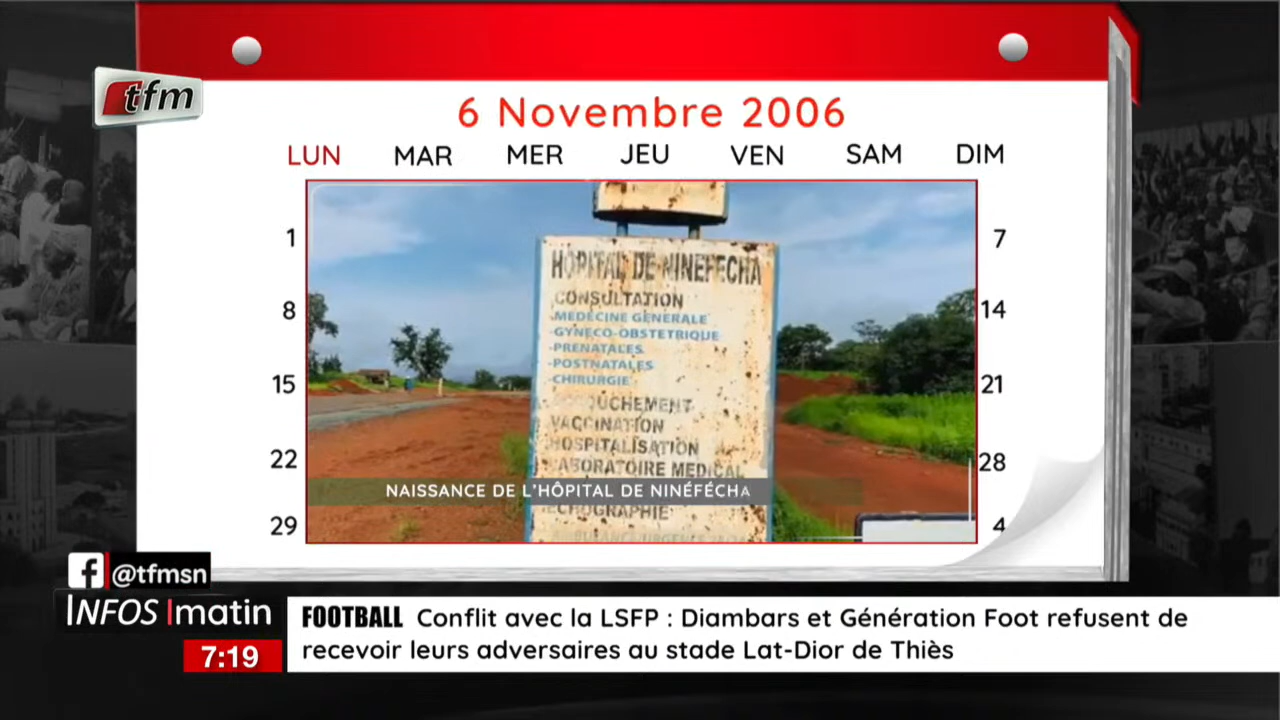 tfm
6 Novembre 2006
LUN MAR MER JEU VEN SAM DIM
1 7
8 14
15 21
22 28
29 4
HOPITAL DE NINEFECHA
CONSULTATION
-MEDECINE GENERALE
-GYNECO-OBSTETRIQUE
-PRENATALES
-POSTNATALES
-CHIRURGIE
VACCINATION
HOSPITALISATION
LABORATOIRE MEDICAL
NAISSANCE DE L'HÔPITAL DE NINÉFÉCHA
ECHOGRAPHIE
f @tfmsn
INFOS matin
7:19
FOOTBALL Conflit avec la LSFP : Diambars et Génération Foot refusent de
recevoir leurs adversaires au stade Lat-Dior de Thiès